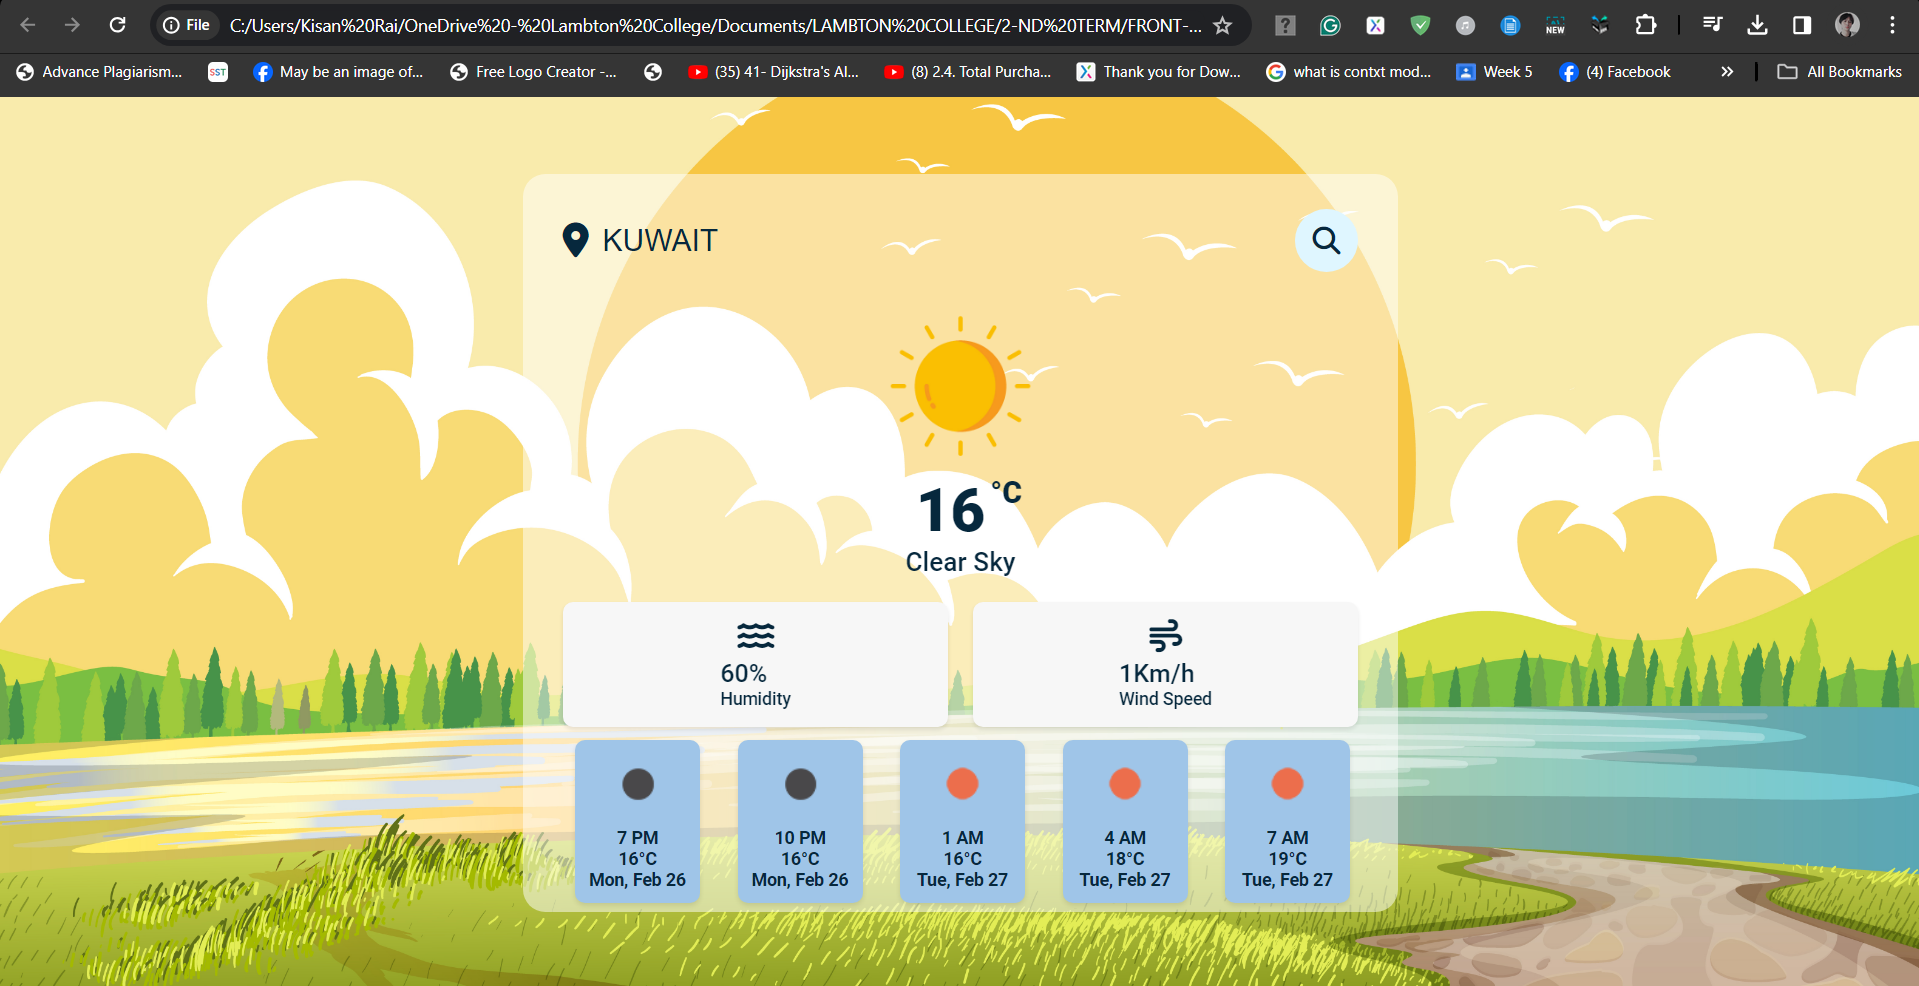 File
C:/Users/Kisan%20Rai/OneDrive%20-%20Lambton%20College/Documents/LAMBTON%20COLLEGE/2-ND%20TERM/FRONT-...
NEW
Advance Plagiarism...
SST
May be an image of...
Free Logo Creator -...
(35) 41- Dijkstra's Al...
(8) 2.4. Total Purcha...
Thank you for Dow...
what is contxt mod...
Week 5
(4) Facebook
All Bookmarks
KUWAIT
16 °C
Clear Sky
60%
Humidity
1Km/h
Wind Speed
7 PM
16°C
Mon, Feb 26
10 PM
16°C
Mon, Feb 26
1 AM
16°C
Tue, Feb 27
4 AM
18°C
Tue, Feb 27
7 AM
19°C
Tue, Feb 27